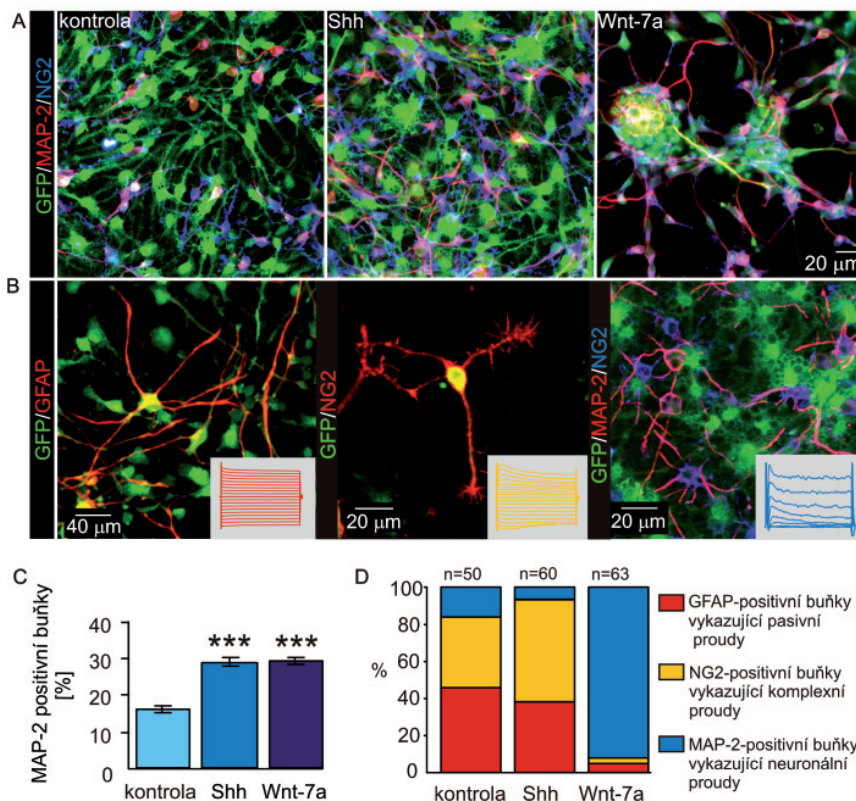 A
kontrola
Shh
Wnt-7a
GFP/MAP-2/NG2
20 μm
B
GFP/GFAP
40 μm
GFP/NG2
GFP/MAP-2/NG2
20 μm
C
MAP-2 positivní buňky
[%]
40
30
20
10
0
***
***
kontrola
Shh
Wnt-7a
D
n=50
n=60
n=63
100
80
60
%
40
20
0
kontrola
Shh
Wnt-7a
GFAP-positivní buňky
vykazující pasivní
proudy
NG2-positivní buňky
vykazující komplexní
proudy
MAP-2-positivní buňky
vykazující neuronální
proudy